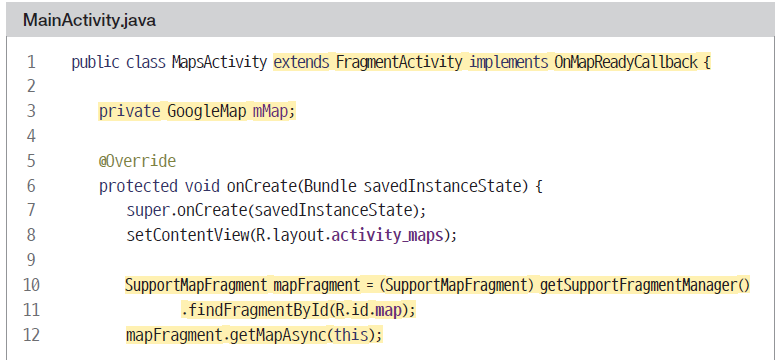 MainActivity.java
1 public class MapsActivity extends FragmentActivity implements OnMapReadyCallback {
2
3 private GoogleMap mMap;
4
5 @Override
6 protected void onCreate(Bundle savedInstanceState) {
7 super.onCreate(savedInstanceState);
8 setContentView(R.layout.activity_maps);
9
10 SupportMapFragment mapFragment = (SupportMapFragment) getSupportFragmentManager()
11 .findFragmentById(R.id.map);
12 mapFragment.getMapAsync(this);